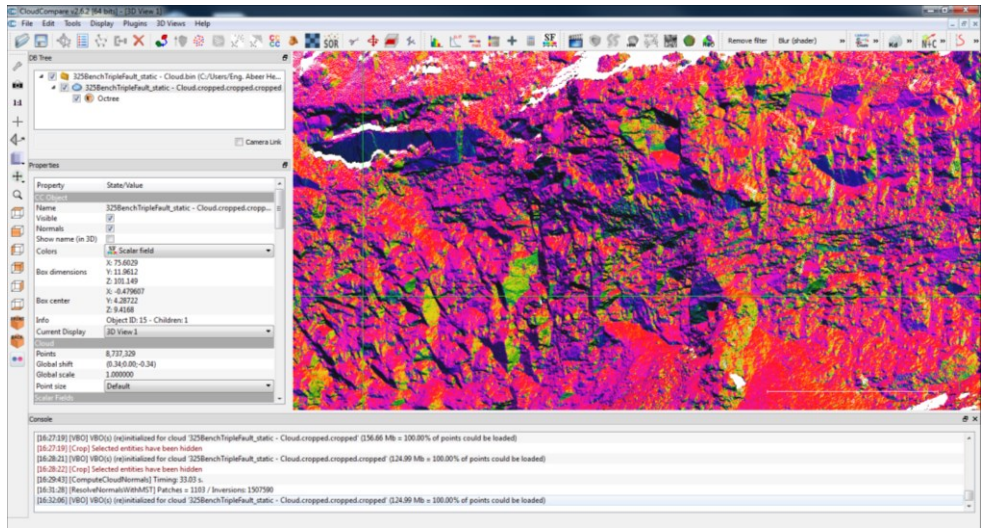 CloudCompare v2.6.2 [64 bits] - [3D View 1]
File Edit Tools Display Plugins 3D Views Help
SOR
SF
Remove filter Blur (shader) » » » N+C »
DB Tree
325BenchTripleFault_static - Cloud.bin (C:/Users/Eng. Abeer He...
325BenchTripleFault_static - Cloud.cropped.cropped.cropped
Octree
Camera Link
1:1
Properties
Property State/Value
CC Object
Name 325BenchTripleFault_static - Cloud.cropped.cropp...
Visible
Normals
Show name (in 3D)
Colors Scalar field
Box dimensions X: 75.6029
Y: 11.9612
Z: 101.149
Box center X: -0.479607
Y: 4.28722
Z: 9.4168
Info Object ID: 15 - Children: 1
Current Display 3D View 1
Cloud
Points 8,737,329
Global shift (0.34;0.00;-0.34)
Global scale 1.000000
Point size Default
Scalar Fields
Console
[16:27:19] [VBO] VBO(s) (re)initialized for cloud '325BenchTripleFault_static - Cloud.cropped.cropped' (156.66 Mb = 100.00% of points could be loaded)
[16:27:19] [Crop] Selected entities have been hidden
[16:28:21] [VBO] VBO(s) (re)initialized for cloud '325BenchTripleFault_static - Cloud.cropped.cropped.cropped' (124.99 Mb = 100.00% of points could be loaded)
[16:28:22] [Crop] Selected entities have been hidden
[16:29:43] [ComputeCloudNormals] Timing: 33.03 s.
[16:31:28] [ResolveNormalsWithMST] Patches = 1103 / Inversions: 1507590
[16:32:06] [VBO] VBO(s) (re)initialized for cloud '325BenchTripleFault_static - Cloud.cropped.cropped.cropped' (124.99 Mb = 100.00% of points could be loaded)